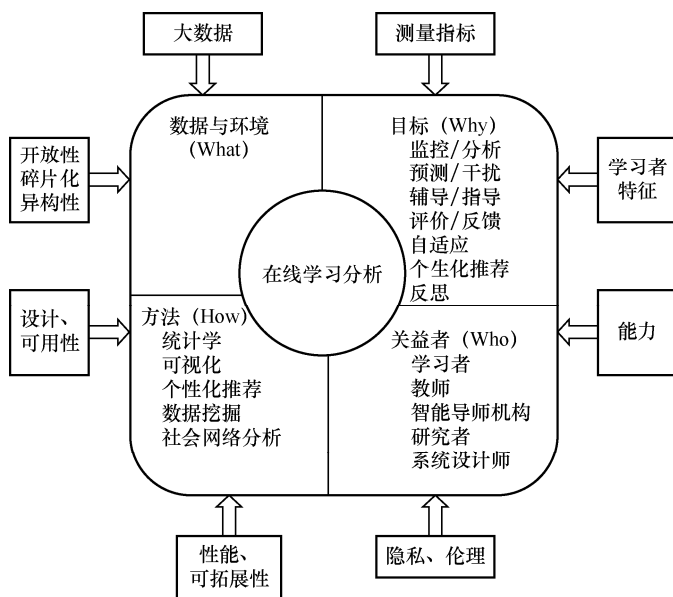 大数据
测量指标
数据与环境
(What)
目标（Why）
监控/分析
预测/干扰
辅导/指导
评价/反馈
自适应
个生化推荐
反思
开放性
碎片化
异构性
学习者
特征
在线学习分析
设计、
可用性
方法（How）
统计学
可视化
个性化推荐
数据挖掘
社会网络分析
关益者（Who）
学习者
教师
智能导师机构
研究者
系统设计师
能力
性能、
可拓展性
隐私、伦理